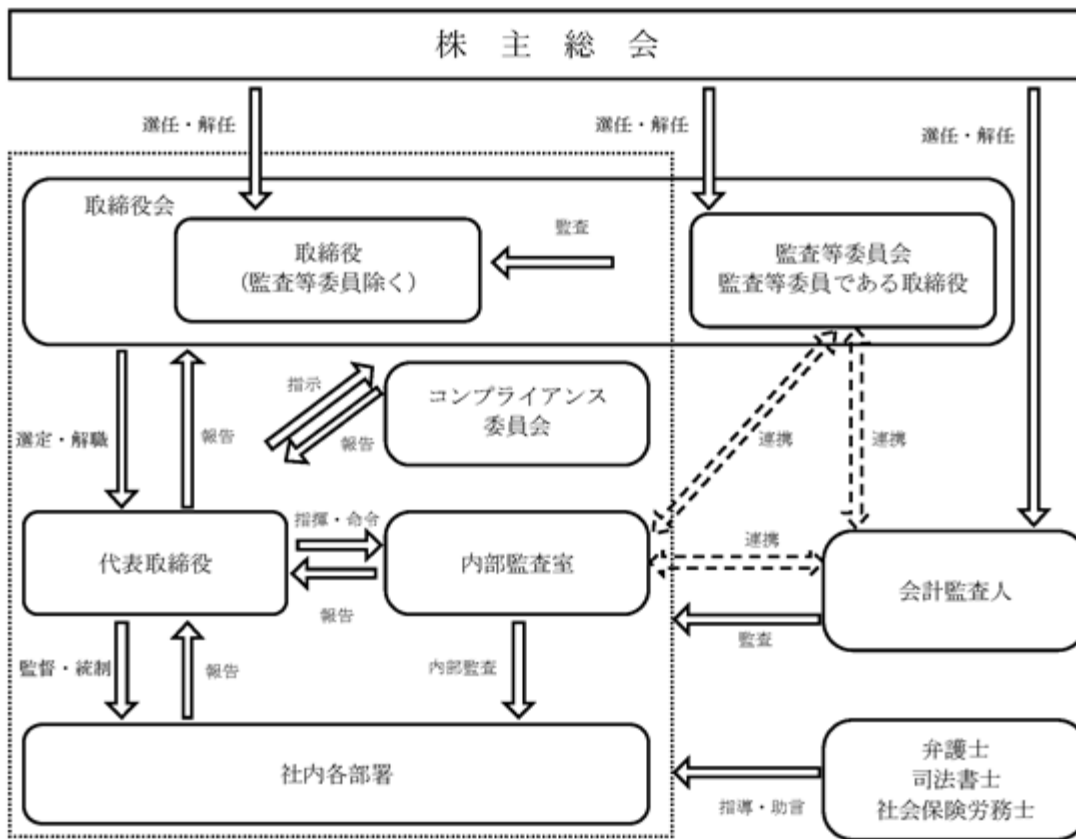 株主総会
選任・解任
選任・解任
選任・解任
取締役会
取締役
（監査等委員除く）
監査
監査等委員会
監査等委員である取締役
指示
報告
コンプライアンス
委員会
選定・解職
報告
連携
連携
代表取締役
指揮・命令
報告
内部監査室
連携
会計監査人
監査
監督・統制
報告
内部監査
社内各部署
指導・助言
弁護士
司法書士
社会保険労務士